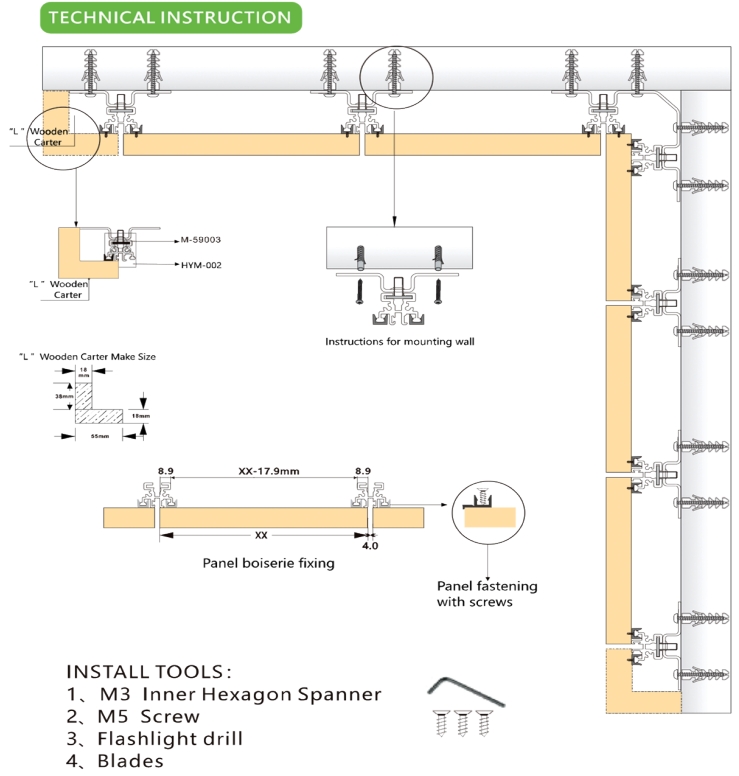 TECHNICAL INSTRUCTION
“L ” Wooden
Carter
M-59003
HYM-002
“L ” Wooden
Carter
Instructions for mounting wall
“L ” Wooden Carter Make Size
18
mm
38mm
18mm
55mm
8.9
XX-17.9mm
8.9
XX
4.0
Panel boiserie fixing
Panel fastening
with screws
INSTALL TOOLS:
1、M3 Inner Hexagon Spanner
2、M5 Screw
3、Flashlight drill
4、Blades